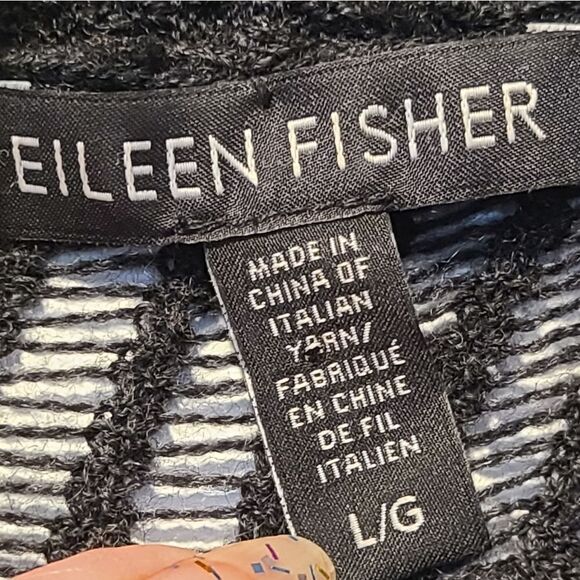 EILEEN FISHER
MADE IN
CHINA OF
ITALIAN
YARN/
FABRIQUÉ
EN CHINE
DE FIL
ITALIEN
L/G